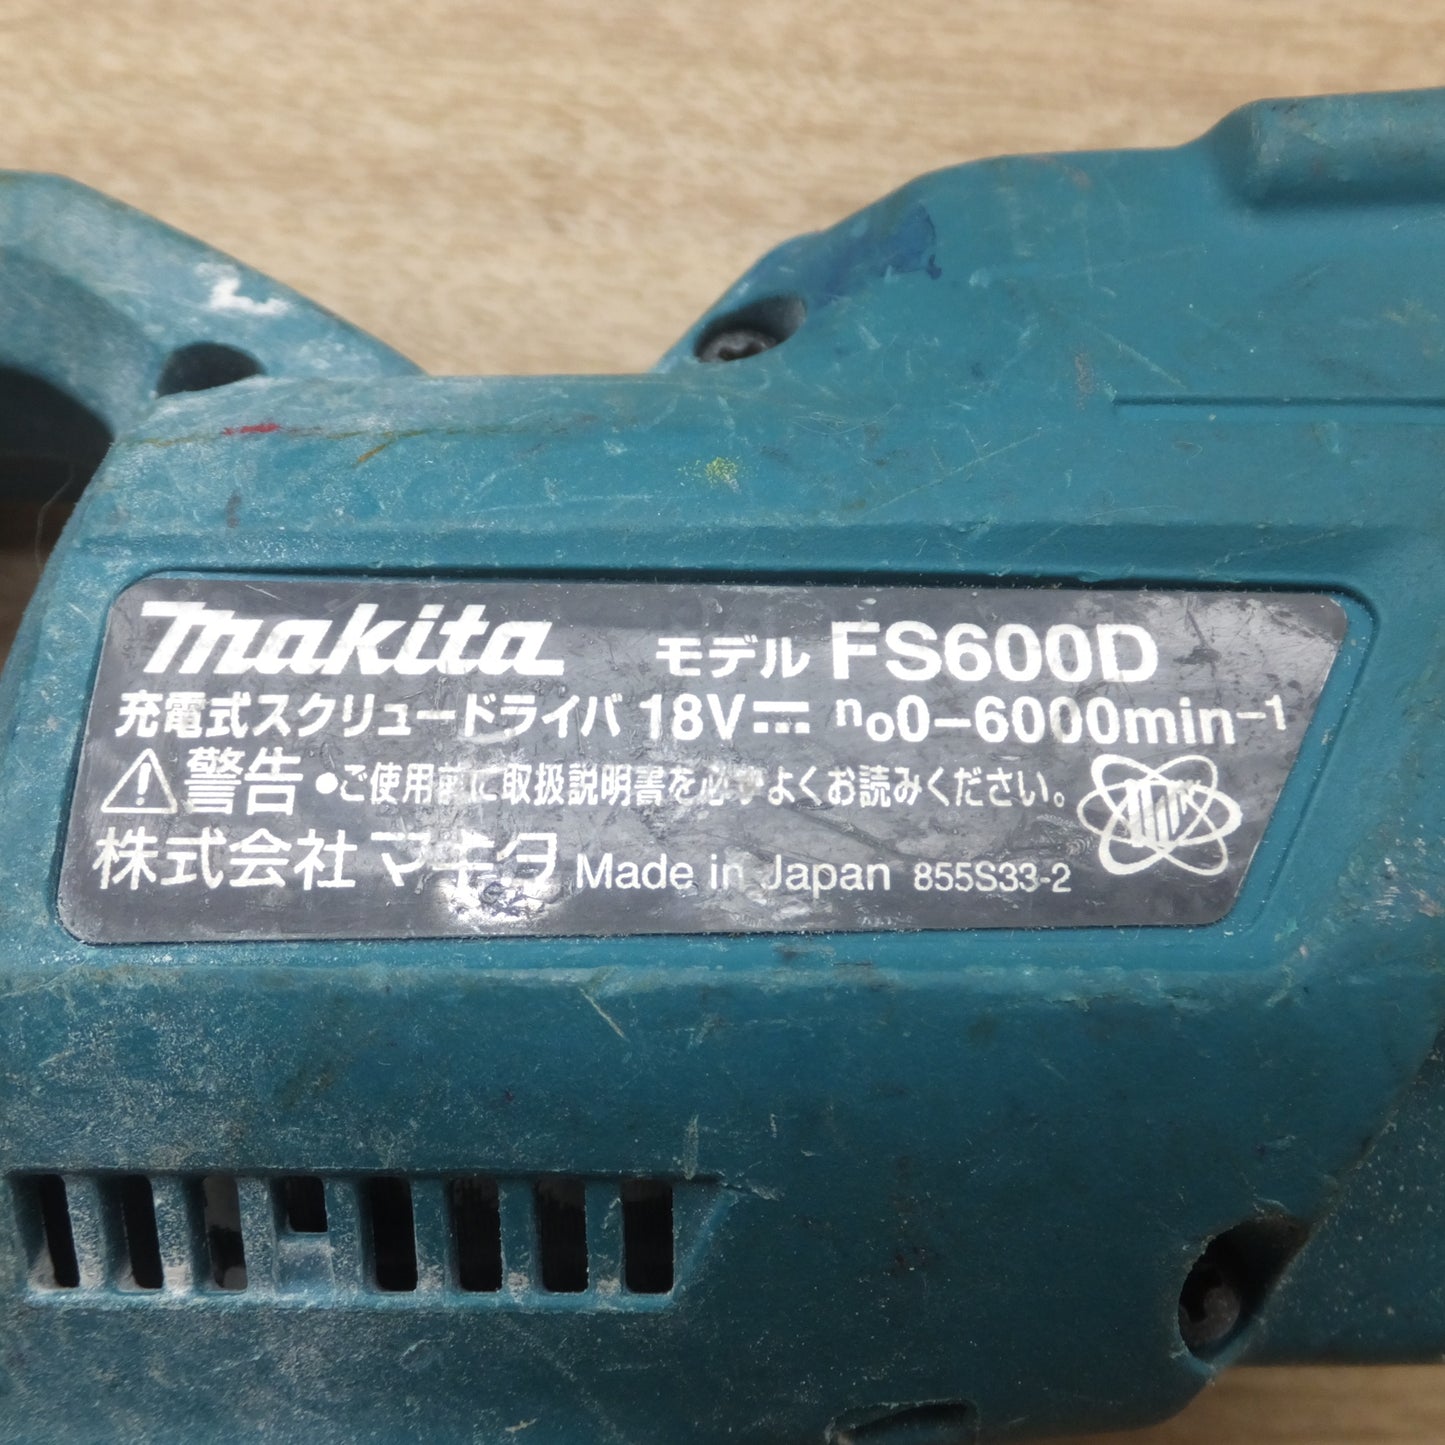 makita モデル FS600D
充電式スクリュードライバ 18V⎓ no0-6000min-1
⚠警告 •ご使用前に取扱説明書を必ずよくお読みください。
株式会社マキタ Made in Japan 855S33-2